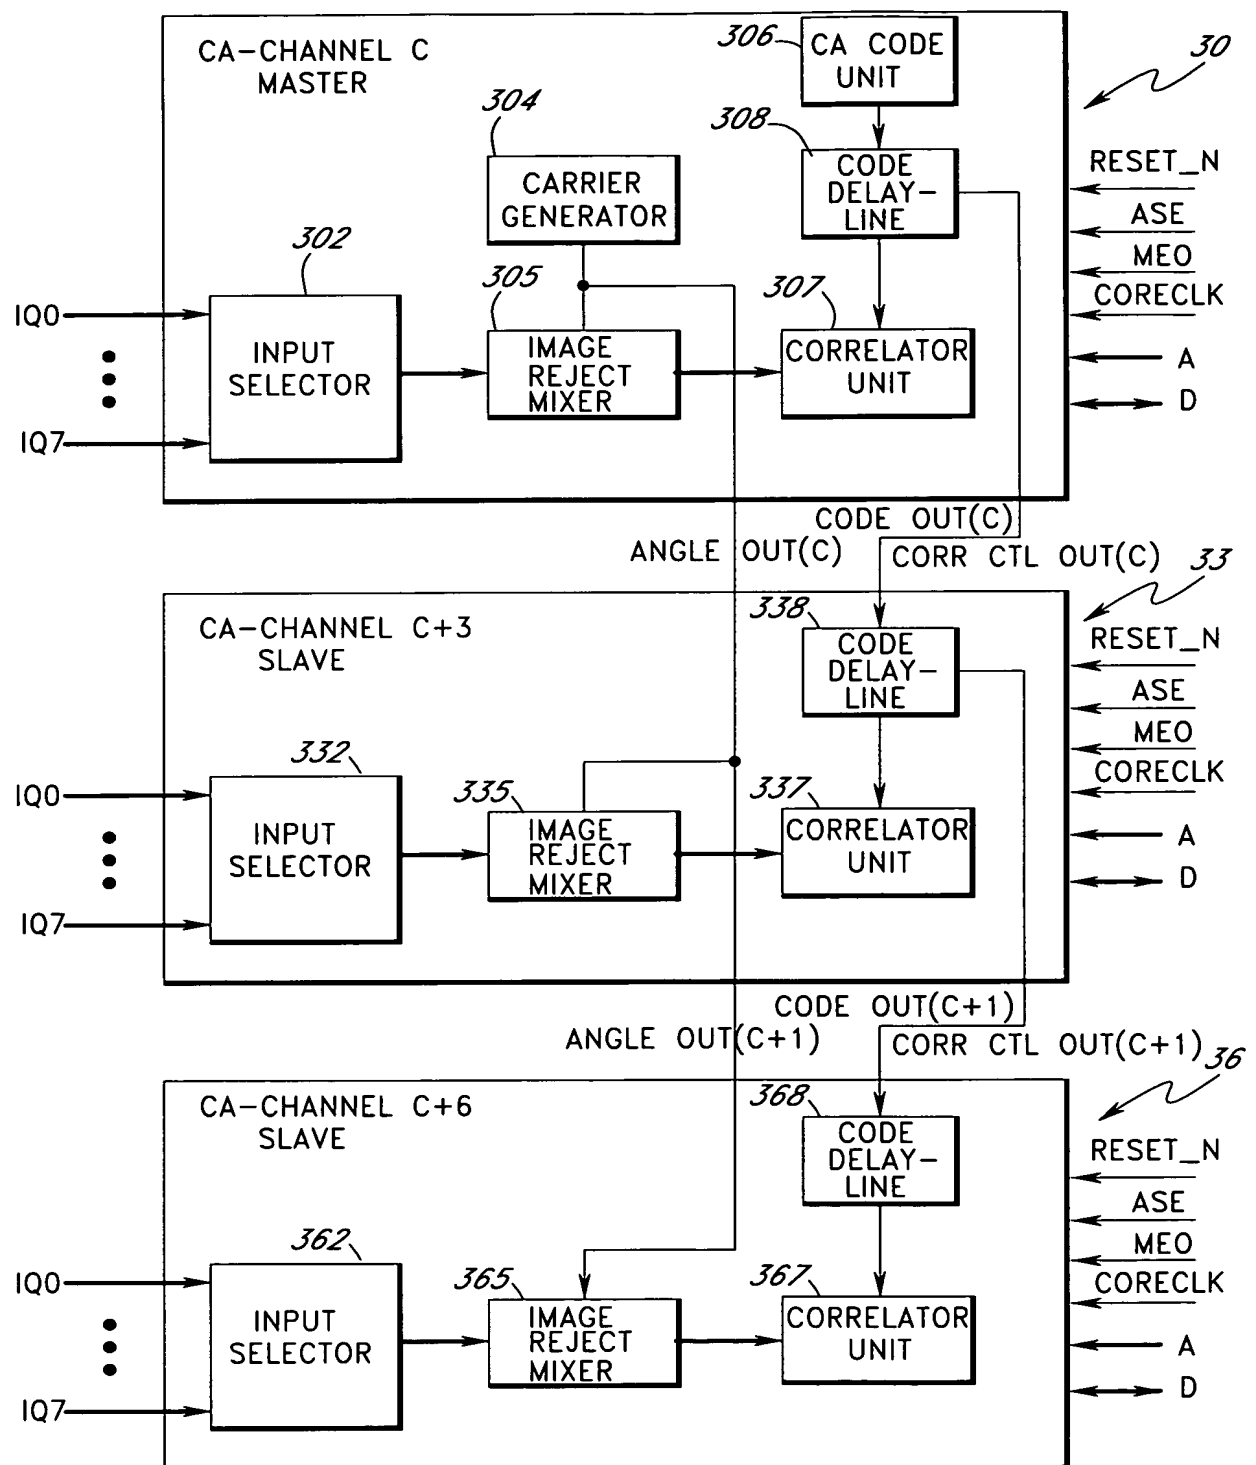 CA-CHANNEL C
MASTER
306
CA CODE
UNIT
30
304
308
CARRIER
GENERATOR
CODE
DELAY-
LINE
RESET_N
ASE
MEO
CORECLK
A
D
302
305
307
IQ0
IQ7
INPUT
SELECTOR
IMAGE
REJECT
MIXER
CORRELATOR
UNIT
CODE OUT(C)
ANGLE OUT(C)
CORR CTL OUT(C)
33
CA-CHANNEL C+3
SLAVE
338
CODE
DELAY-
LINE
RESET_N
ASE
MEO
CORECLK
A
D
332
335
337
IQ0
IQ7
INPUT
SELECTOR
IMAGE
REJECT
MIXER
CORRELATOR
UNIT
CODE OUT(C+1)
ANGLE OUT(C+1)
CORR CTL OUT(C+1)
36
CA-CHANNEL C+6
SLAVE
368
CODE
DELAY-
LINE
RESET_N
ASE
MEO
CORECLK
A
D
362
365
367
IQ0
IQ7
INPUT
SELECTOR
IMAGE
REJECT
MIXER
CORRELATOR
UNIT